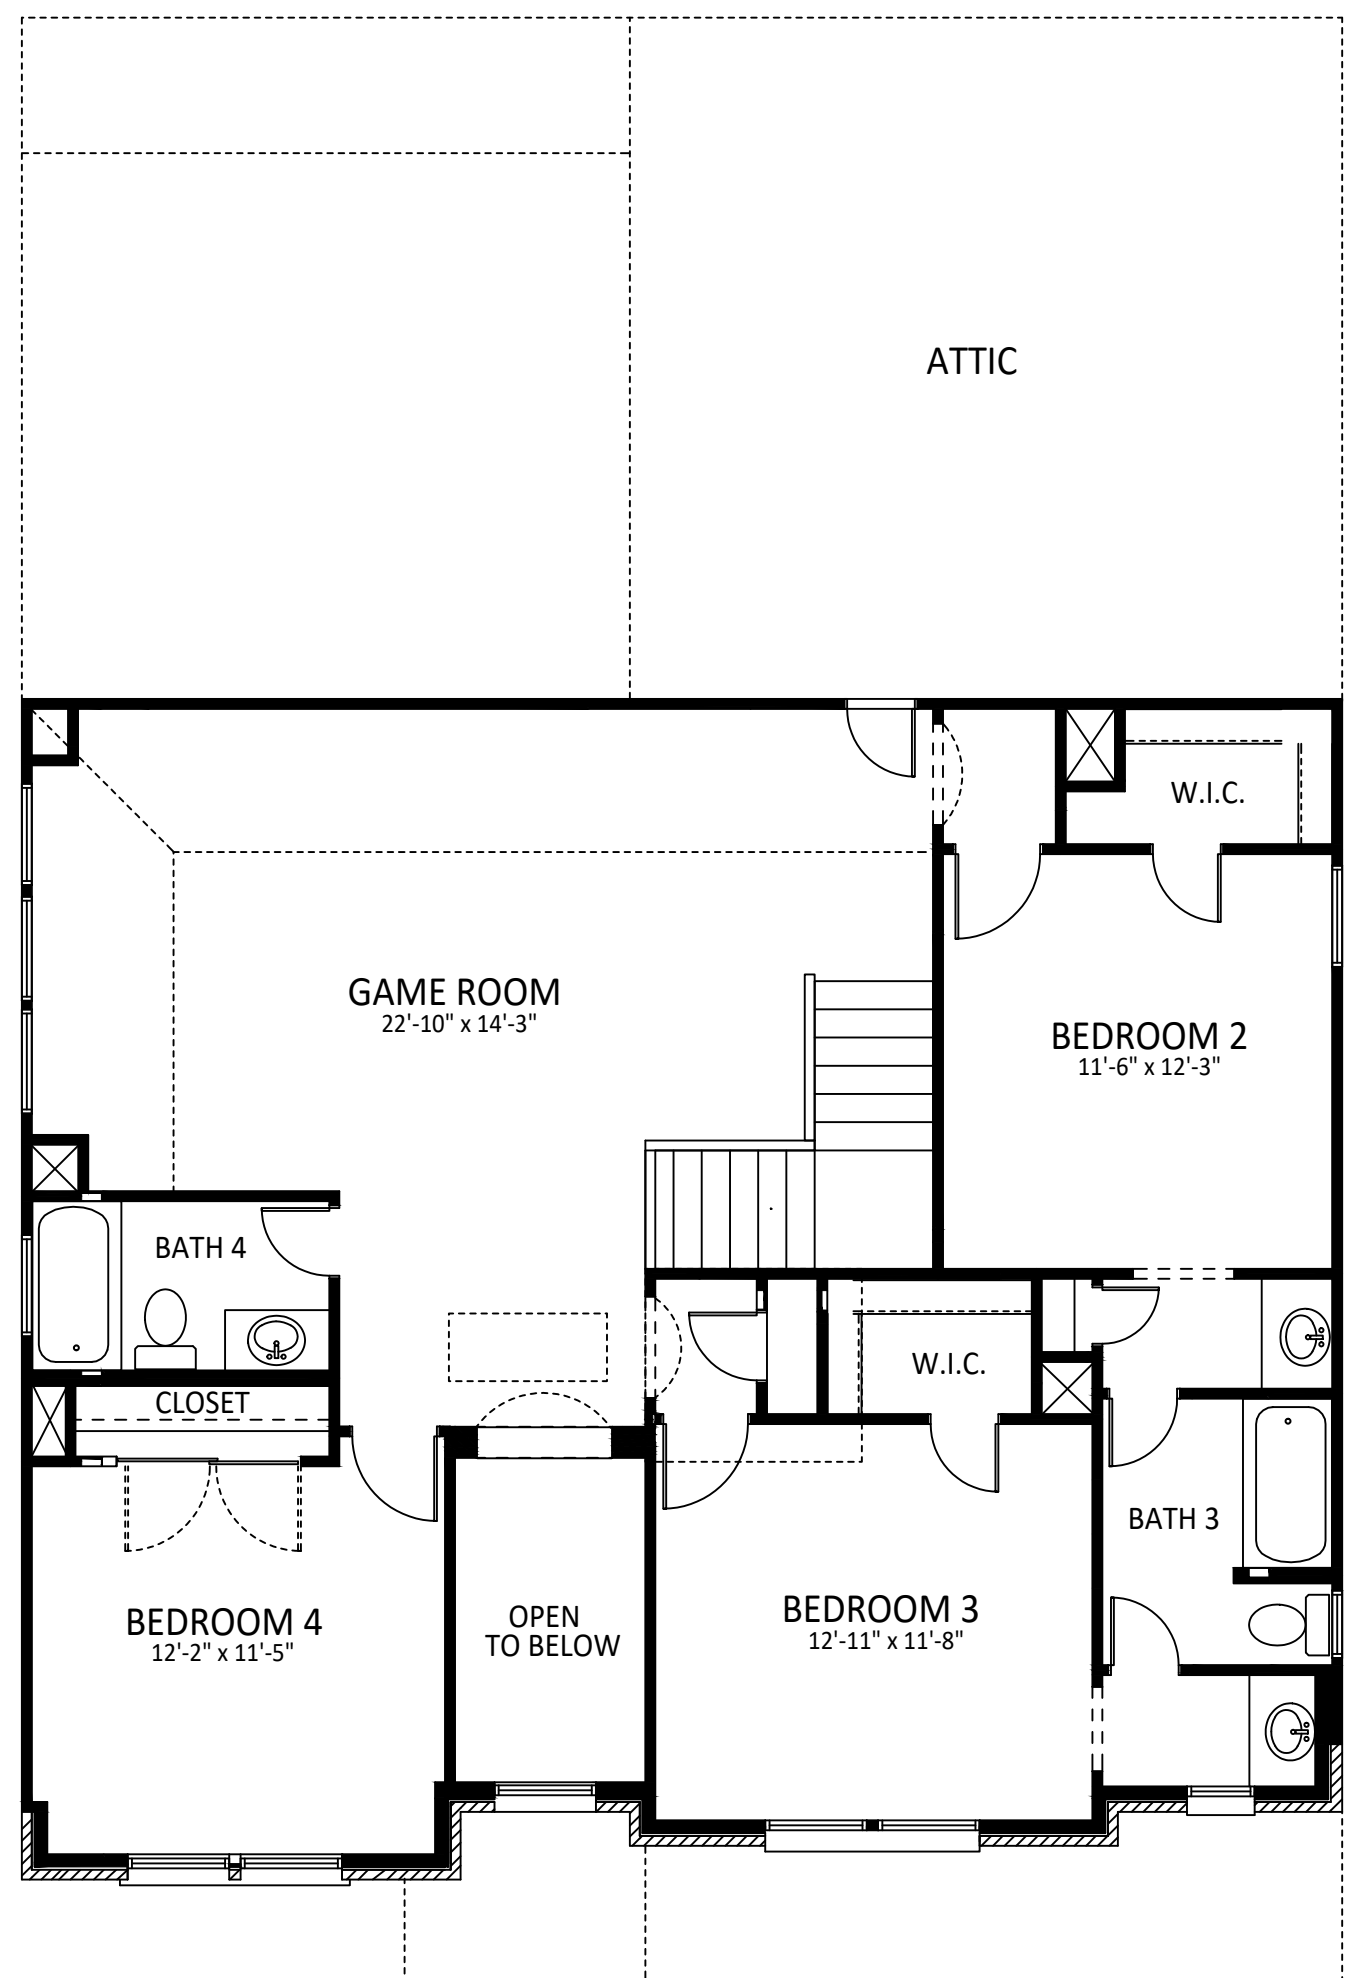 ATTIC
W.I.C.
GAME ROOM
22'-10" x 14'-3"
BEDROOM 2
11'-6" x 12'-3"
BATH 4
W.I.C.
CLOSET
BATH 3
BEDROOM 4
12'-2" x 11'-5"
OPEN
TO BELOW
BEDROOM 3
12'-11" x 11'-8"